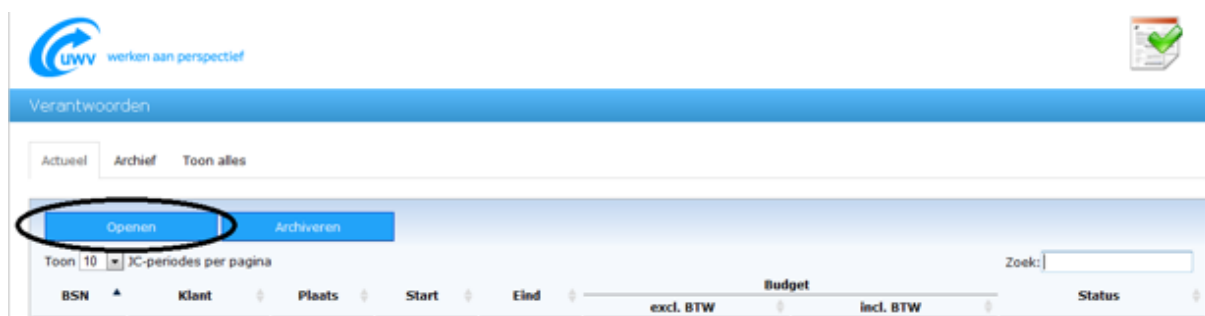 UWV werken aan perspectief
Verantwoorden
Actueel Archief Toon alles
Openen Archiveren
Toon 10 JC-periodes per pagina Zoek:
Budget
BSN Klant Plaats Start Eind Status
excl. BTW incl. BTW